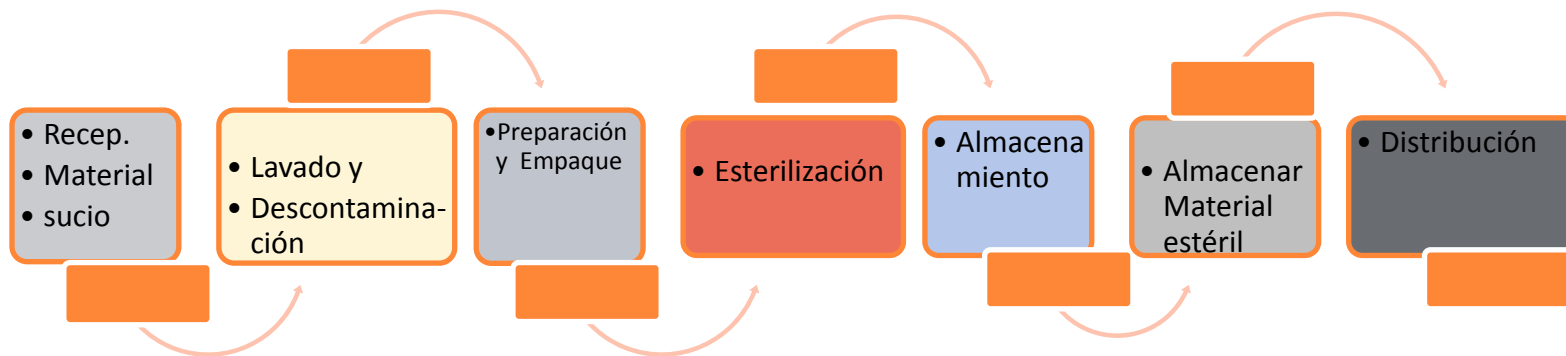 • Recep.
• Material
• sucio
• Lavado y
• Descontamina-
ción
•Preparación
y Empaque
• Esterilización
• Almacena
miento
• Almacenar
Material
estéril
• Distribución